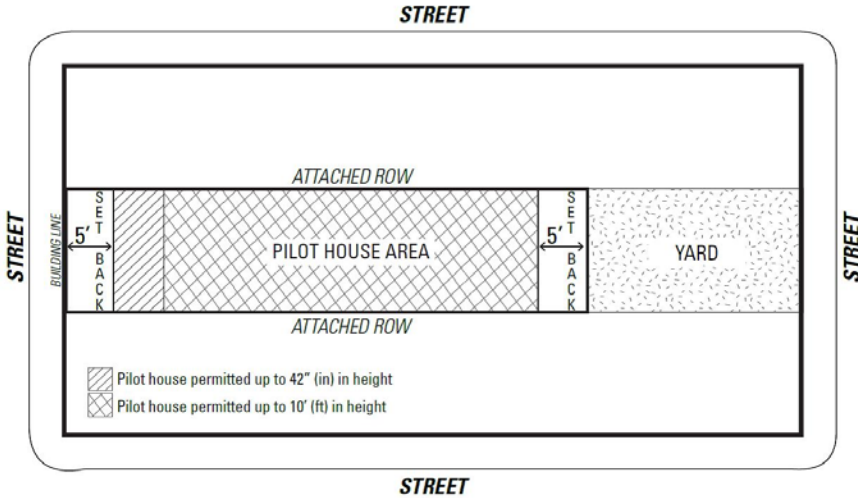 STREET
STREET
BUILDING LINE
ATTACHED ROW
5′
SET BACK
PILOT HOUSE AREA
5′
SET BACK
YARD
STREET
ATTACHED ROW
Pilot house permitted up to 42" (in) in height
Pilot house permitted up to 10′ (ft) in height
STREET